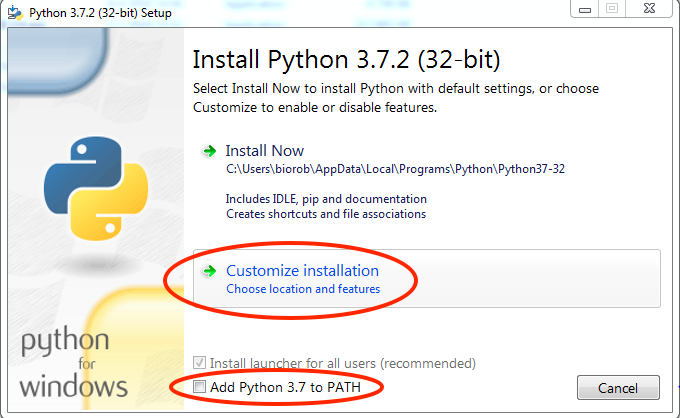 Python 3.7.2 (32-bit) Setup
Install Python 3.7.2 (32-bit)
Select Install Now to install Python with default settings, or choose
Customize to enable or disable features.
Install Now
C:\Users\biorob\AppData\Local\Programs\Python\Python37-32
Includes IDLE, pip and documentation
Creates shortcuts and file associations
Customize installation
Choose location and features
python
for
windows
Install launcher for all users (recommended)
Add Python 3.7 to PATH
Cancel